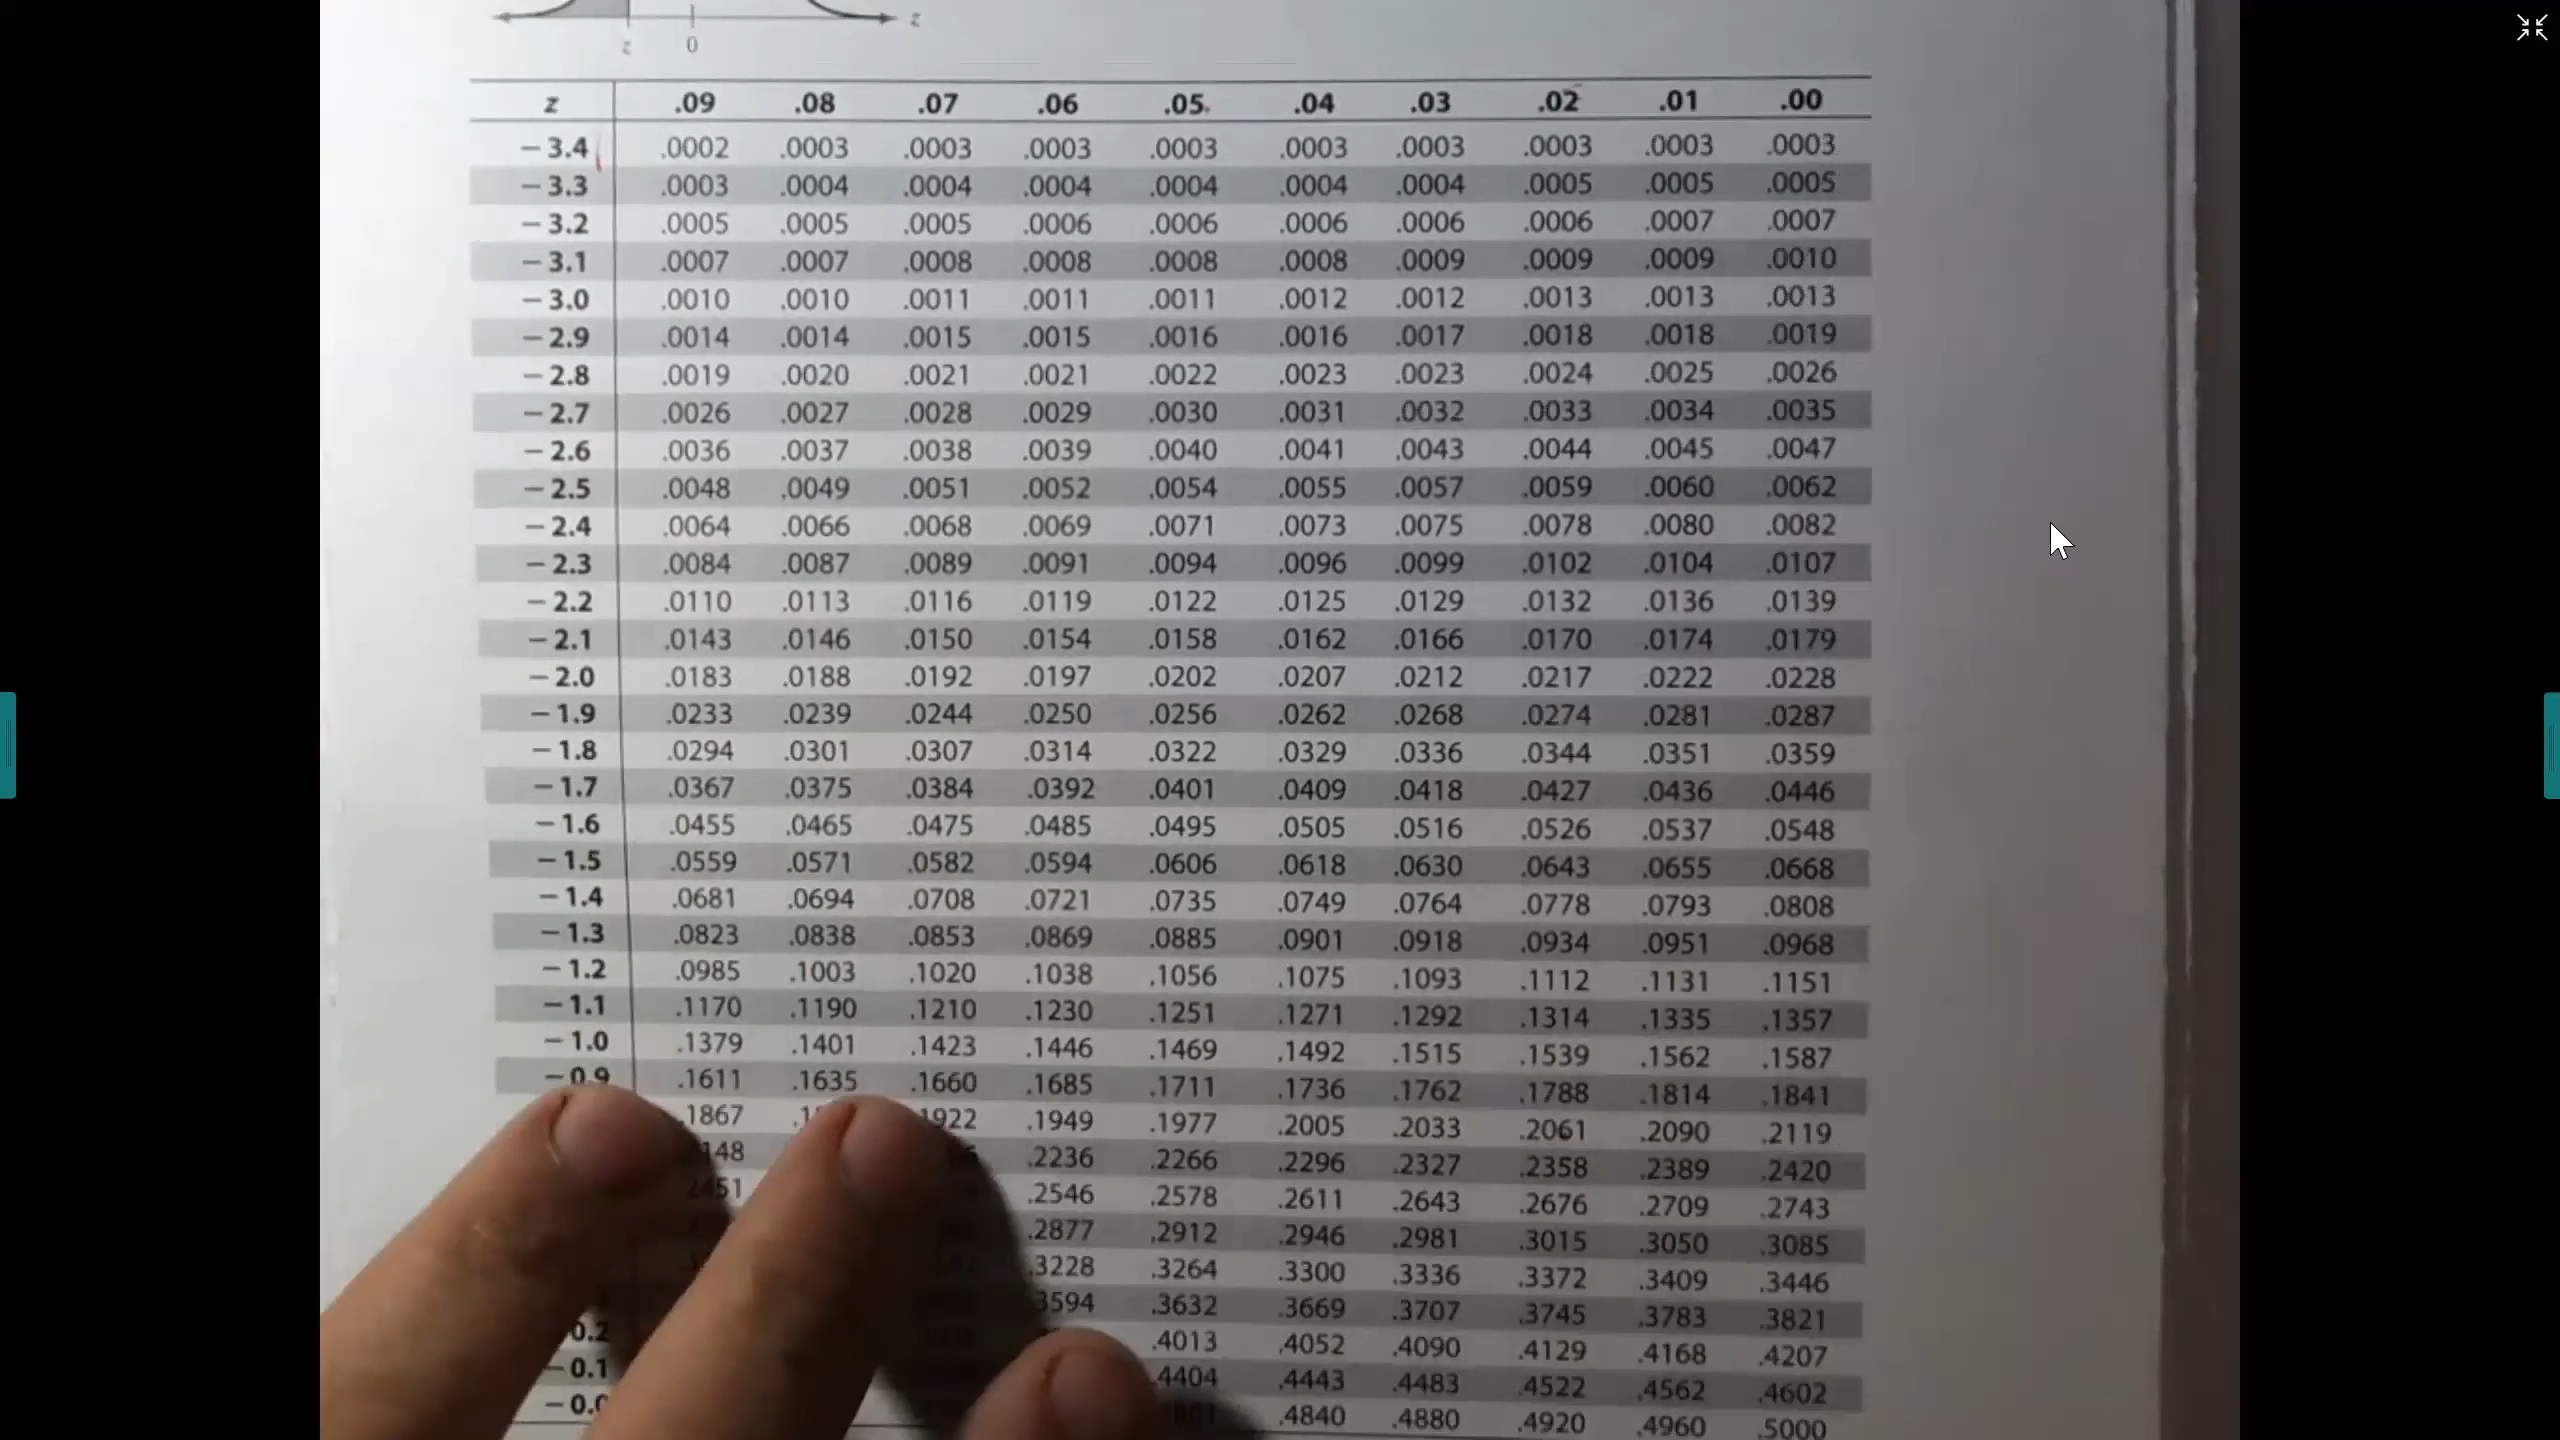 z 0 z
z .09 .08 .07 .06 .05 .04 .03 .02 .01 .00
− 3.4 .0002 .0003 .0003 .0003 .0003 .0003 .0003 .0003 .0003 .0003
− 3.3 .0003 .0004 .0004 .0004 .0004 .0004 .0004 .0005 .0005 .0005
− 3.2 .0005 .0005 .0005 .0006 .0006 .0006 .0006 .0006 .0007 .0007
− 3.1 .0007 .0007 .0008 .0008 .0008 .0008 .0009 .0009 .0009 .0010
− 3.0 .0010 .0010 .0011 .0011 .0011 .0012 .0012 .0013 .0013 .0013
− 2.9 .0014 .0014 .0015 .0015 .0016 .0016 .0017 .0018 .0018 .0019
− 2.8 .0019 .0020 .0021 .0021 .0022 .0023 .0023 .0024 .0025 .0026
− 2.7 .0026 .0027 .0028 .0029 .0030 .0031 .0032 .0033 .0034 .0035
− 2.6 .0036 .0037 .0038 .0039 .0040 .0041 .0043 .0044 .0045 .0047
− 2.5 .0048 .0049 .0051 .0052 .0054 .0055 .0057 .0059 .0060 .0062
− 2.4 .0064 .0066 .0068 .0069 .0071 .0073 .0075 .0078 .0080 .0082
− 2.3 .0084 .0087 .0089 .0091 .0094 .0096 .0099 .0102 .0104 .0107
− 2.2 .0110 .0113 .0116 .0119 .0122 .0125 .0129 .0132 .0136 .0139
− 2.1 .0143 .0146 .0150 .0154 .0158 .0162 .0166 .0170 .0174 .0179
− 2.0 .0183 .0188 .0192 .0197 .0202 .0207 .0212 .0217 .0222 .0228
− 1.9 .0233 .0239 .0244 .0250 .0256 .0262 .0268 .0274 .0281 .0287
− 1.8 .0294 .0301 .0307 .0314 .0322 .0329 .0336 .0344 .0351 .0359
− 1.7 .0367 .0375 .0384 .0392 .0401 .0409 .0418 .0427 .0436 .0446
− 1.6 .0455 .0465 .0475 .0485 .0495 .0505 .0516 .0526 .0537 .0548
− 1.5 .0559 .0571 .0582 .0594 .0606 .0618 .0630 .0643 .0655 .0668
− 1.4 .0681 .0694 .0708 .0721 .0735 .0749 .0764 .0778 .0793 .0808
− 1.3 .0823 .0838 .0853 .0869 .0885 .0901 .0918 .0934 .0951 .0968
− 1.2 .0985 .1003 .1020 .1038 .1056 .1075 .1093 .1112 .1131 .1151
− 1.1 .1170 .1190 .1210 .1230 .1251 .1271 .1292 .1314 .1335 .1357
− 1.0 .1379 .1401 .1423 .1446 .1469 .1492 .1515 .1539 .1562 .1587
− 0.9 .1611 .1635 .1660 .1685 .1711 .1736 .1762 .1788 .1814 .1841
.1867 .1949 .1977 .2005 .2033 .2061 .2090 .2119
.2236 .2266 .2296 .2327 .2358 .2389 .2420
.2546 .2578 .2611 .2643 .2676 .2709 .2743
.2877 .2912 .2946 .2981 .3015 .3050 .3085
.3228 .3264 .3300 .3336 .3372 .3409 .3446
.3594 .3632 .3669 .3707 .3745 .3783 .3821
0.2 .4013 .4052 .4090 .4129 .4168 .4207
− 0.1 .4404 .4443 .4483 .4522 .4562 .4602
− 0.0 .4840 .4880 .4920 .4960 .5000